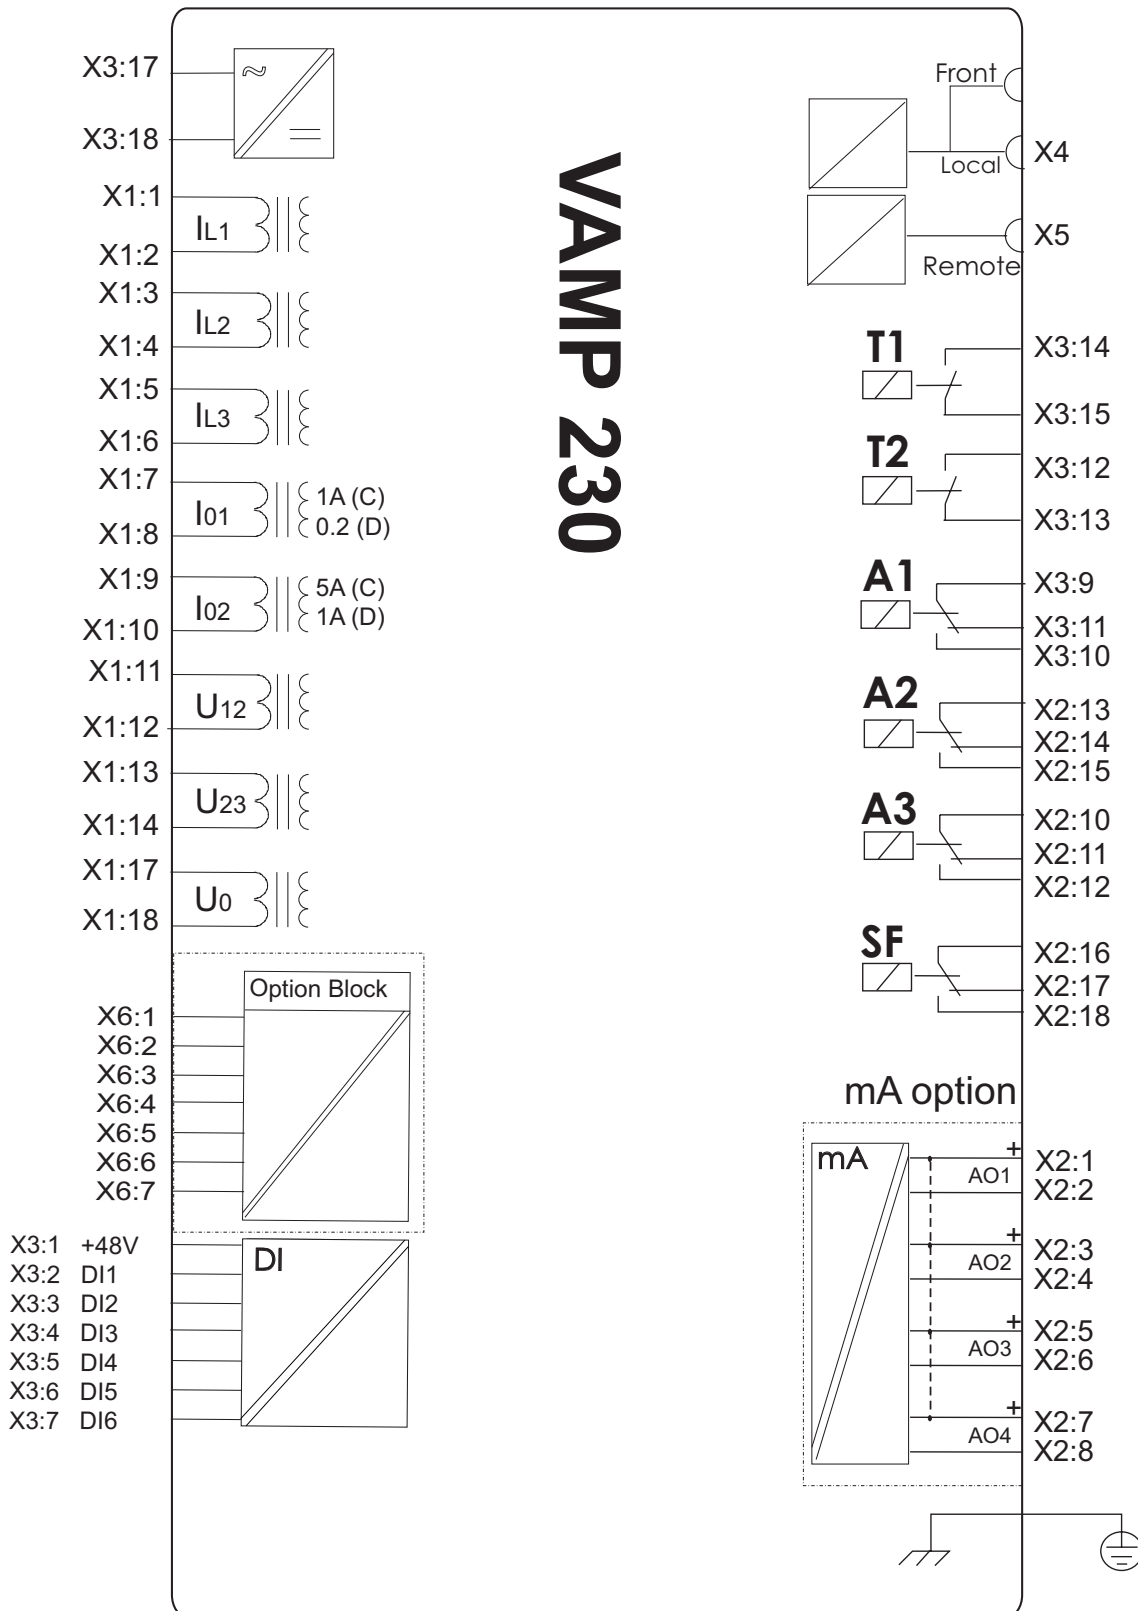 X3:17
X3:18
X1:1
IL1
X1:2
X1:3
IL2
X1:4
X1:5
IL3
X1:6
X1:7
I01
1A (C)
0.2 (D)
X1:8
X1:9
I02
5A (C)
1A (D)
X1:10
X1:11
U12
X1:12
X1:13
U23
X1:14
X1:17
U0
X1:18
Option Block
X6:1
X6:2
X6:3
X6:4
X6:5
X6:6
X6:7
DI
X3:1 +48V
X3:2 DI1
X3:3 DI2
X3:4 DI3
X3:5 DI4
X3:6 DI5
X3:7 DI6
VAMP 230
Front
Local
X4
X5
Remote
T1
X3:14
X3:15
T2
X3:12
X3:13
A1
X3:9
X3:11
X3:10
A2
X2:13
X2:14
X2:15
A3
X2:10
X2:11
X2:12
SF
X2:16
X2:17
X2:18
mA option
mA
+
AO1
X2:1
X2:2
+
AO2
X2:3
X2:4
+
AO3
X2:5
X2:6
+
AO4
X2:7
X2:8